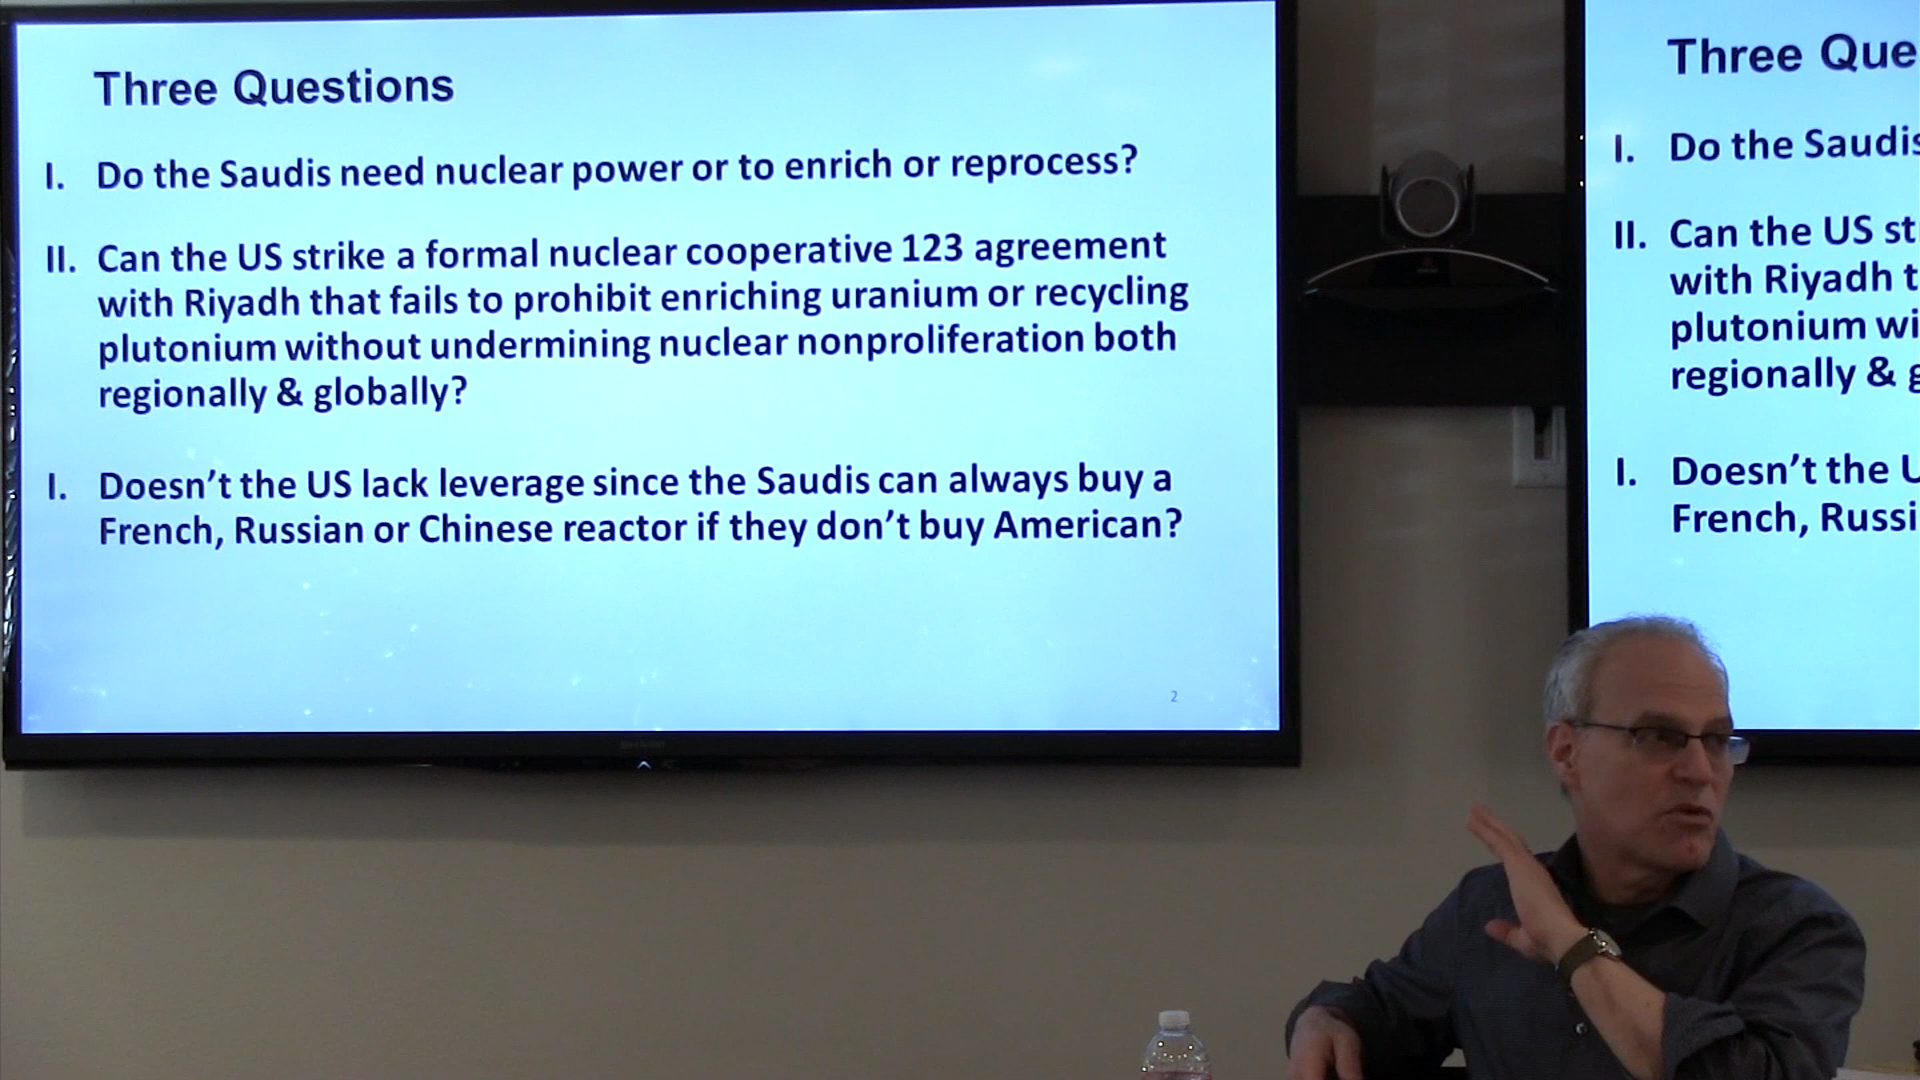 Three Questions
I. Do the Saudis need nuclear power or to enrich or reprocess?
II. Can the US strike a formal nuclear cooperative 123 agreement
with Riyadh that fails to prohibit enriching uranium or recycling
plutonium without undermining nuclear nonproliferation both
regionally & globally?
I. Doesn't the US lack leverage since the Saudis can always buy a
French, Russian or Chinese reactor if they don't buy American?
2
Three Que
I. Do the Saudis
II. Can the US st
with Riyadh t
plutonium wi
regionally & g
I. Doesn't the U
French, Russi